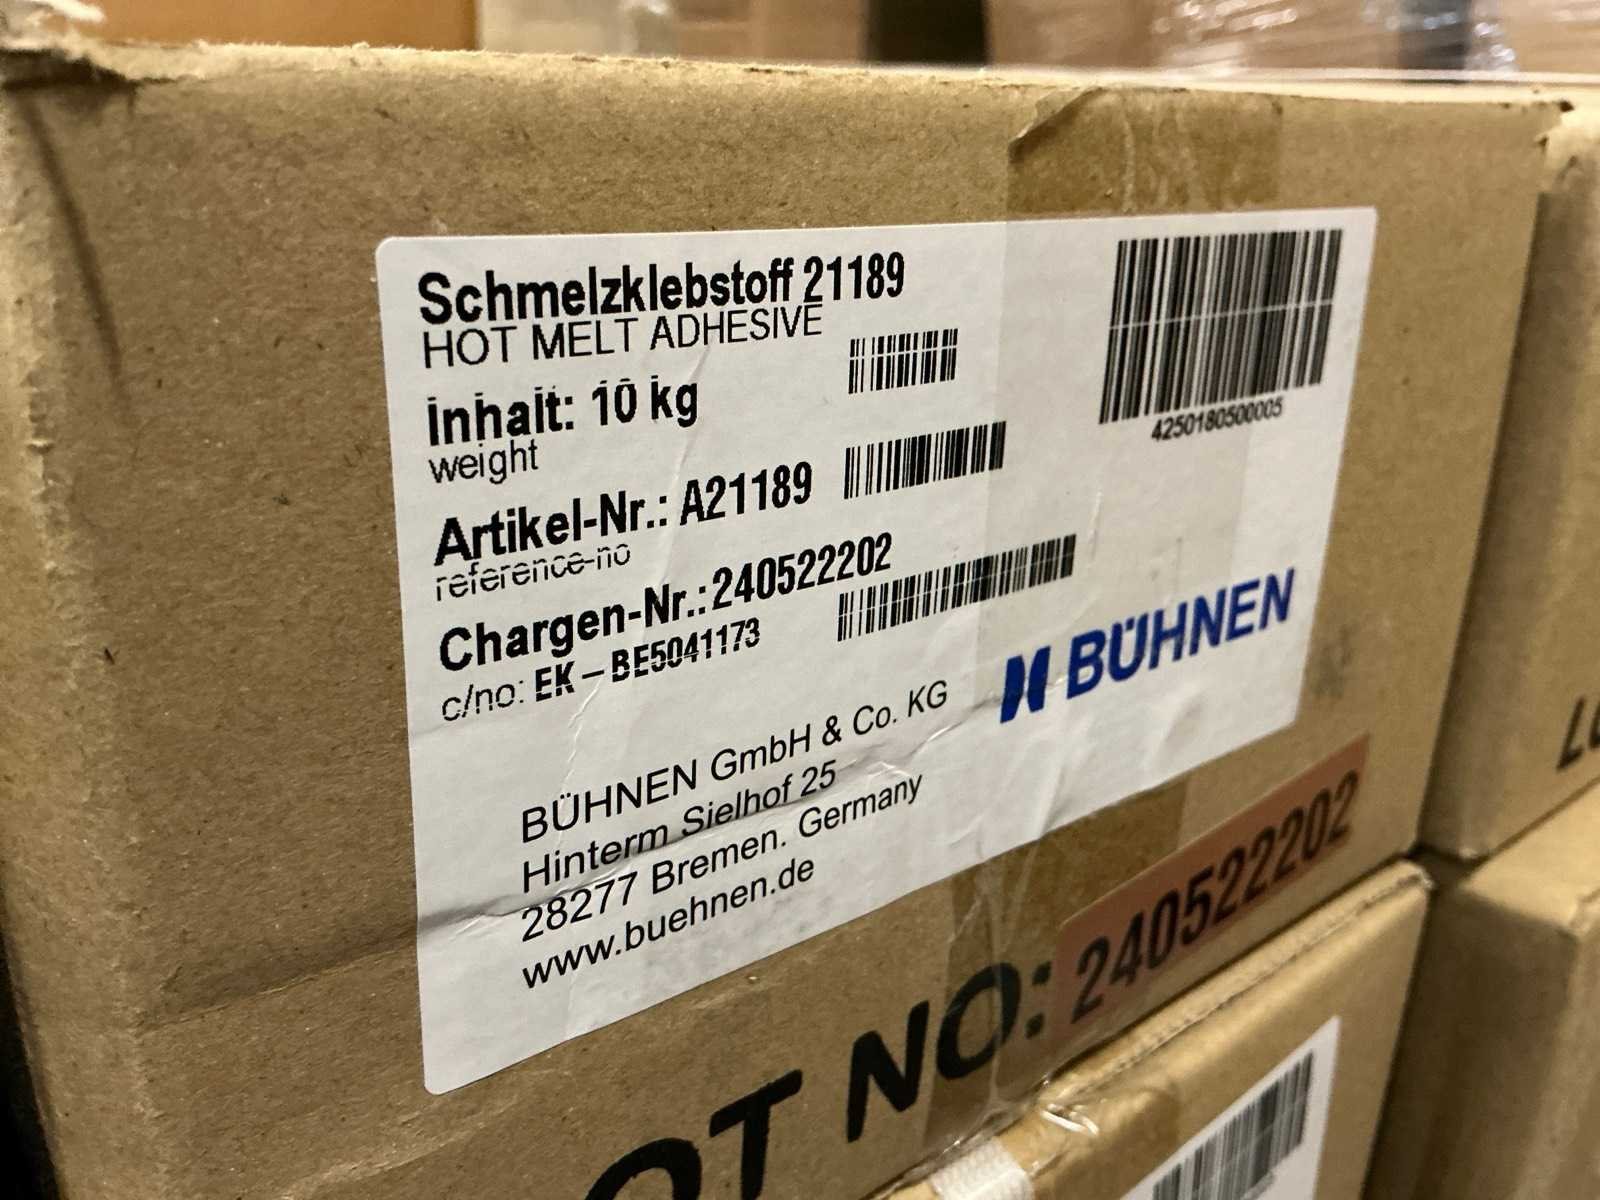 Schmelzklebstoff 21189
HOT MELT ADHESIVE
Inhalt: 10 kg
weight
Artikel-Nr.: A21189
reference-no
Chargen-Nr.: 240522202
c/no: EK – BE5041173
4250180500005
BÜHNEN
BÜHNEN GmbH & Co. KG
Hinterm Sielhof 25
28277 Bremen. Germany
www.buehnen.de
OT NO: 240522202